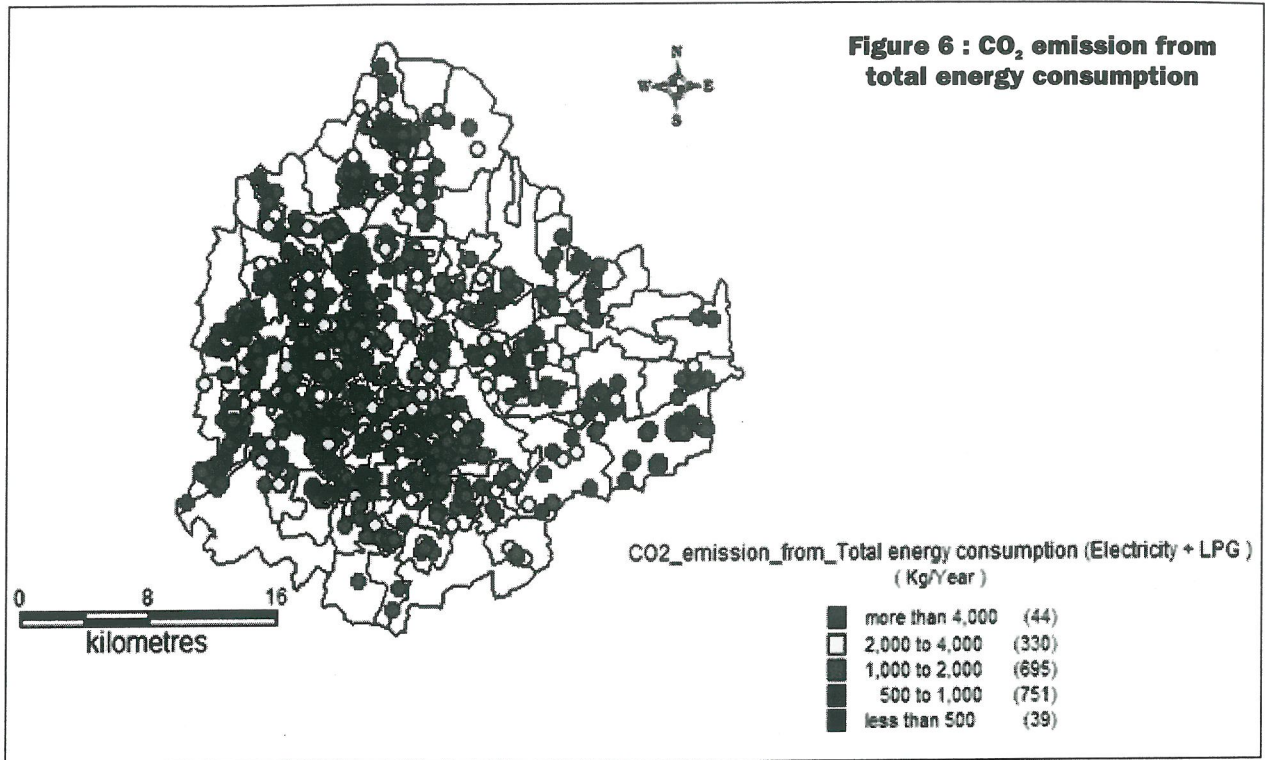 Figure 6 : CO₂ emission from
total energy consumption
N
W E
S
CO2_emission_from_Total energy consumption (Electricity + LPG )
( Kg/Year )
more than 4,000 (44)
2,000 to 4,000 (330)
1,000 to 2,000 (695)
500 to 1,000 (751)
less than 500 (39)
0 8 16
kilometres